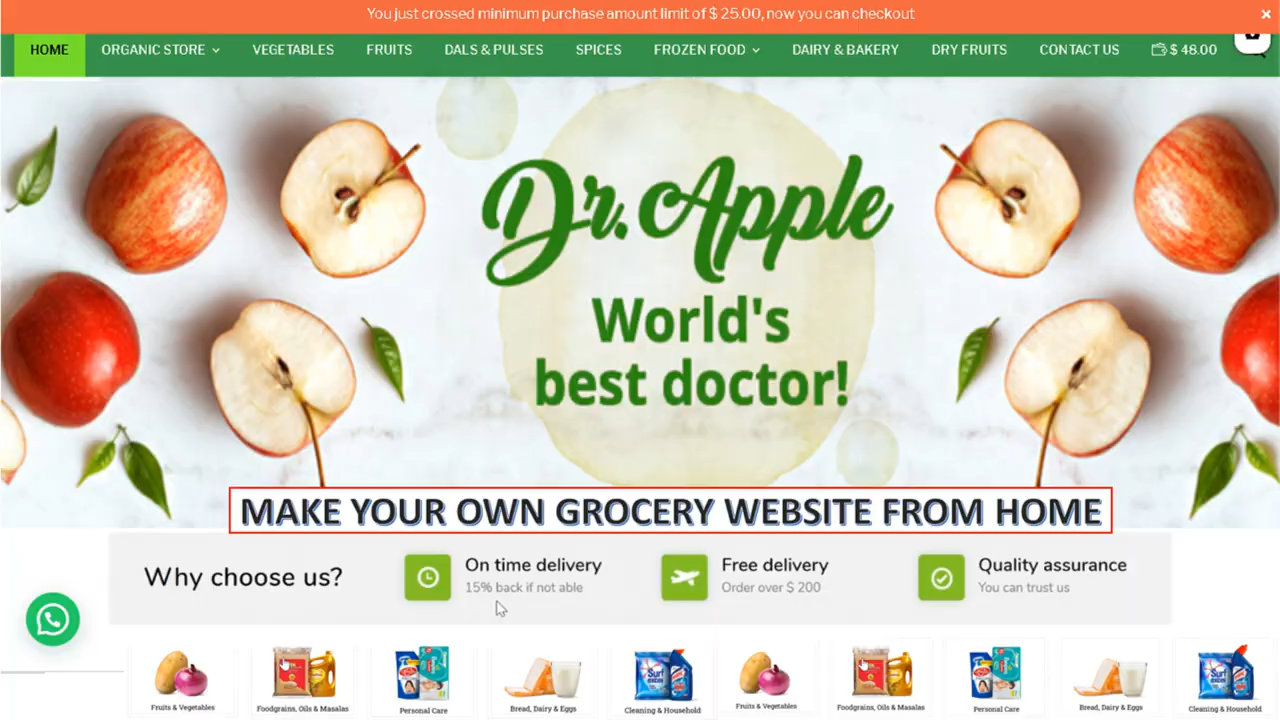 You just crossed minimum purchase amount limit of $ 25.00, now you can checkout ×
HOME ORGANIC STORE VEGETABLES FRUITS DALS & PULSES SPICES FROZEN FOOD DAIRY & BAKERY DRY FRUITS CONTACT US $ 48.00
Dr. Apple
World's
best doctor!
MAKE YOUR OWN GROCERY WEBSITE FROM HOME
Why choose us?
On time delivery
15% back if not able
Free delivery
Order over $ 200
Quality assurance
You can trust us
Surf excel
Surf excel
Fruits & Vegetables
Foodgrains, Oils & Masalas
Personal Care
Bread, Dairy & Eggs
Cleaning & Household
Fruits & Vegetables
Foodgrains, Oils & Masalas
Personal Care
Bread, Dairy & Eggs
Cleaning & Household